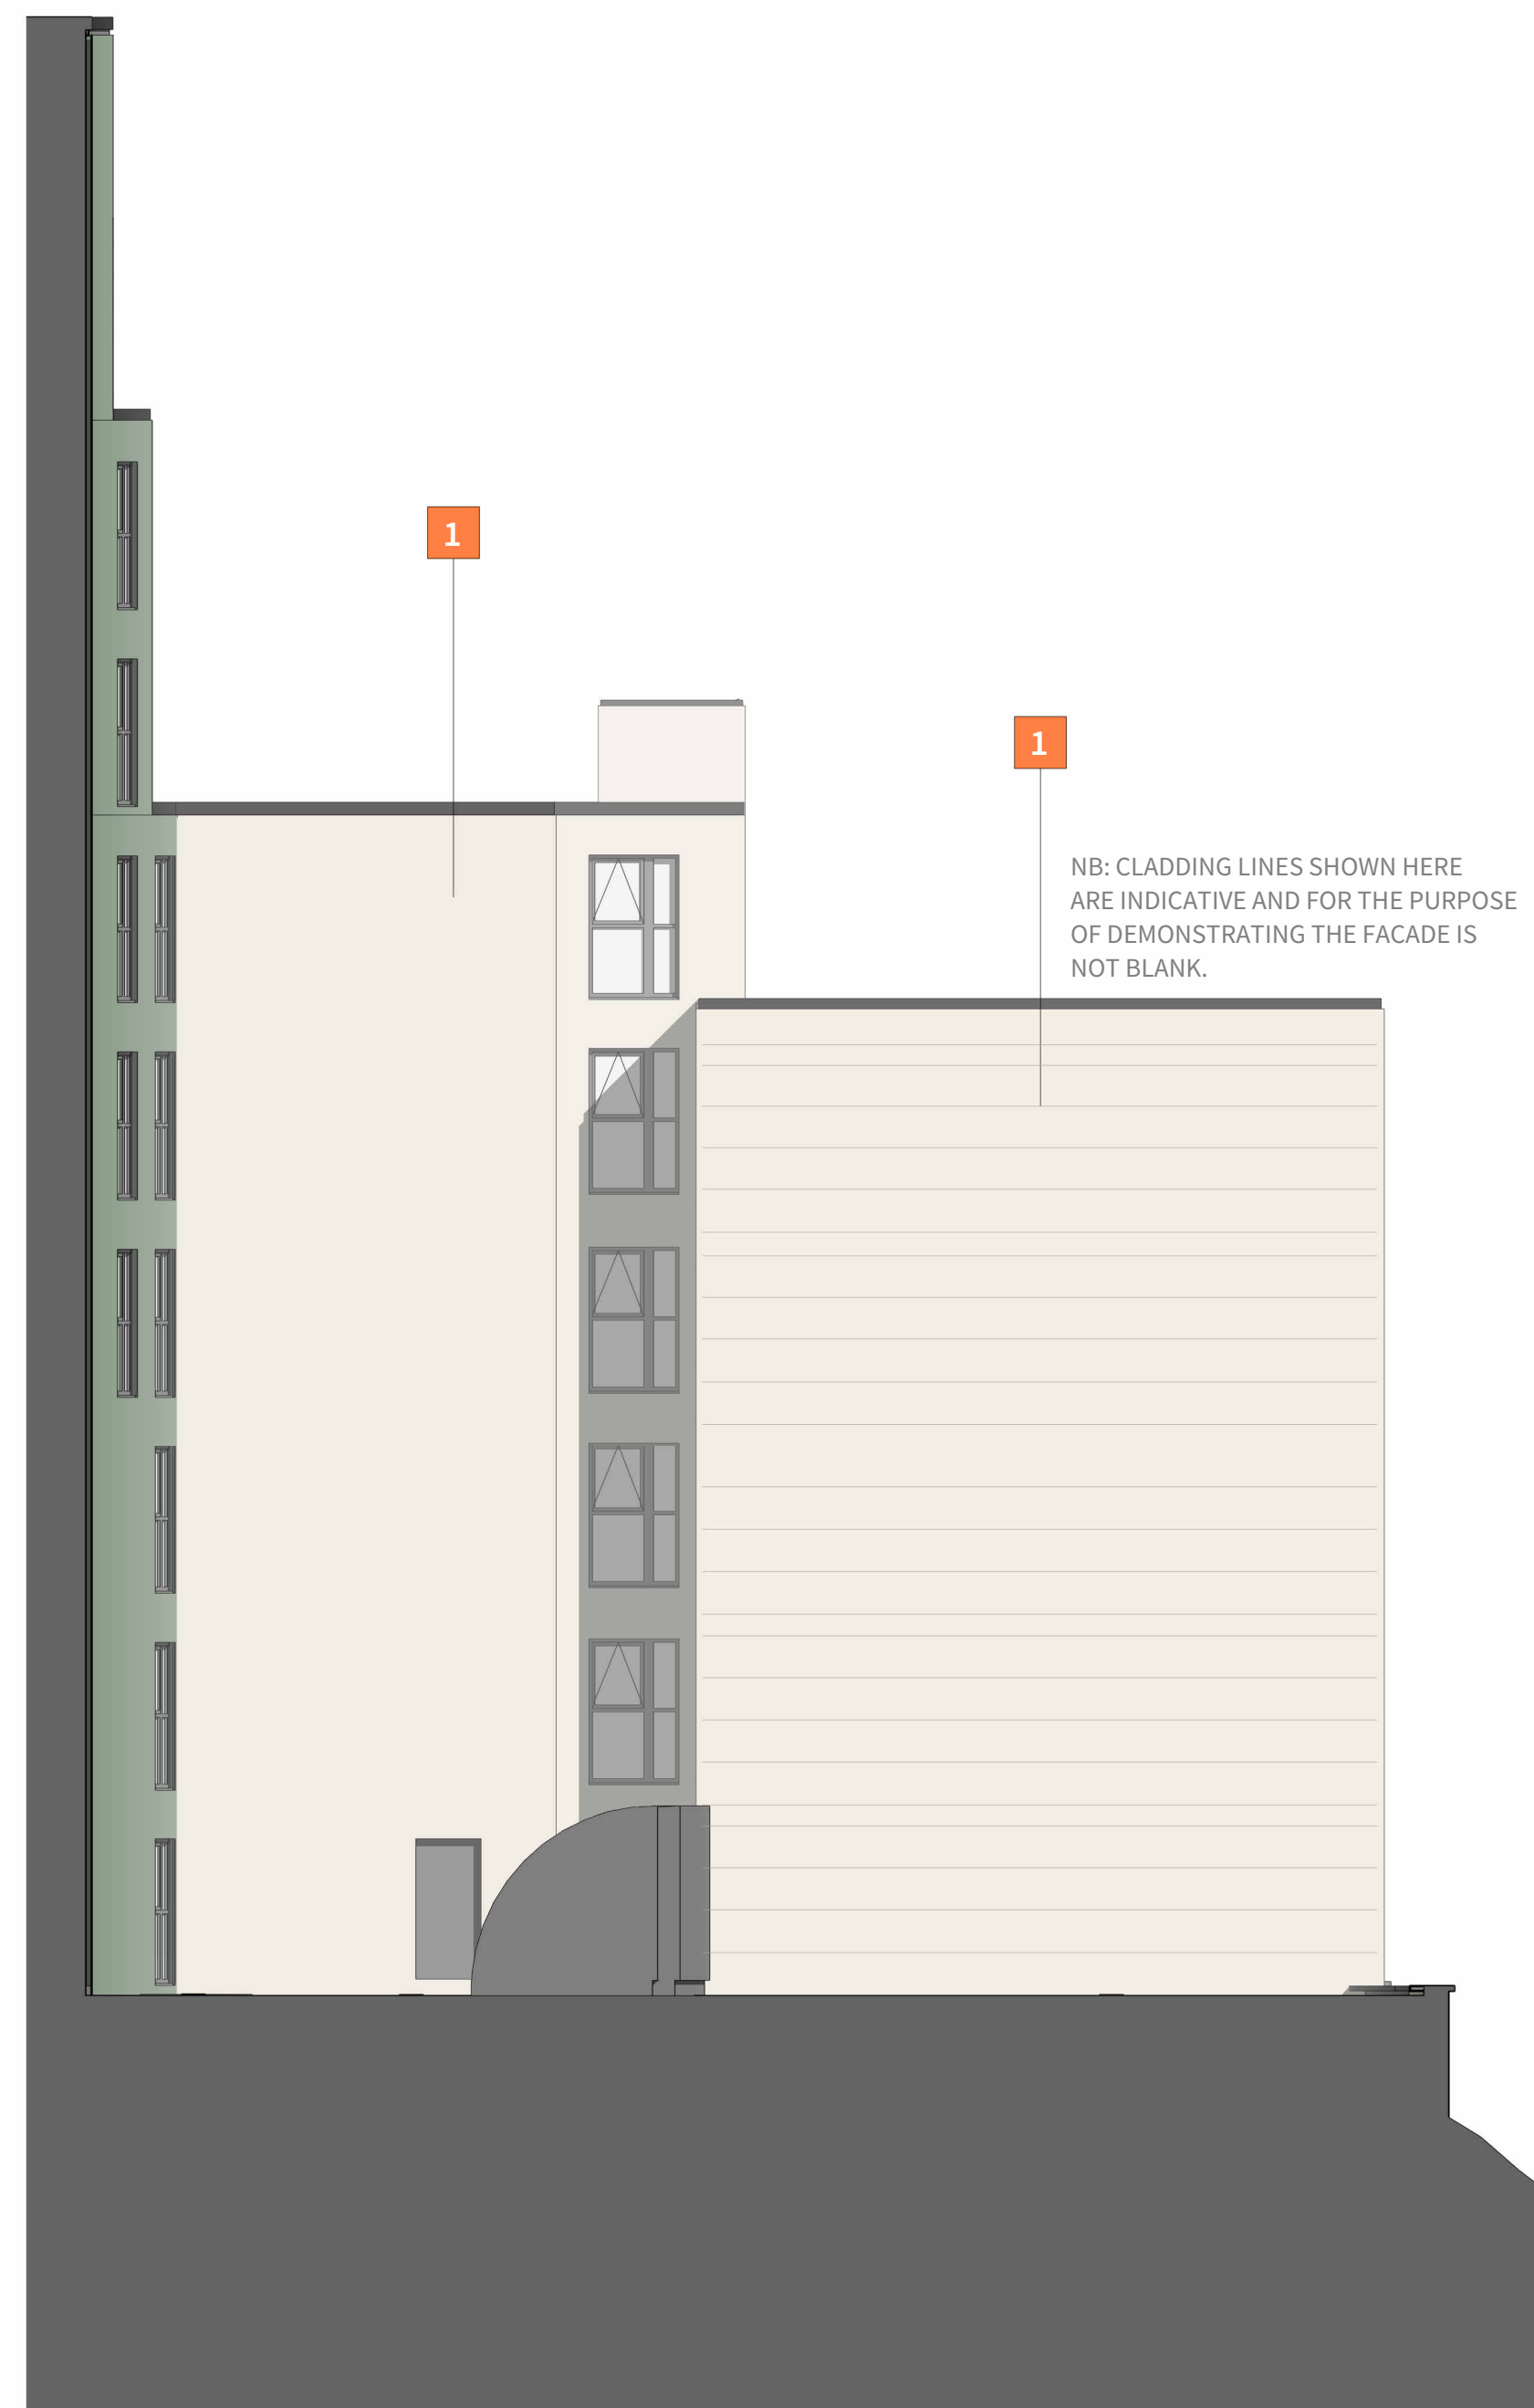 1
1
NB: CLADDING LINES SHOWN HERE
ARE INDICATIVE AND FOR THE PURPOSE
OF DEMONSTRATING THE FACADE IS
NOT BLANK.